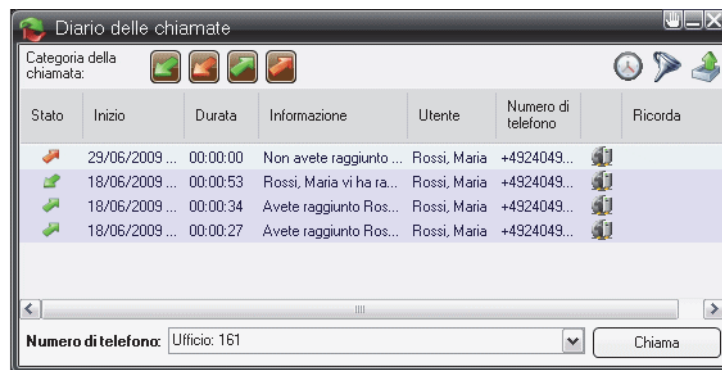 Diario delle chiamate
Categoria della
chiamata:
Stato Inizio Durata Informazione Utente Numero di telefono Ricorda
29/06/2009 ... 00:00:00 Non avete raggiunto ... Rossi, Maria +4924049...
18/06/2009 ... 00:00:53 Rossi, Maria vi ha ra... Rossi, Maria +4924049...
18/06/2009 ... 00:00:34 Avete raggiunto Ros... Rossi, Maria +4924049...
18/06/2009 ... 00:00:27 Avete raggiunto Ros... Rossi, Maria +4924049...
Numero di telefono: Ufficio: 161 Chiama